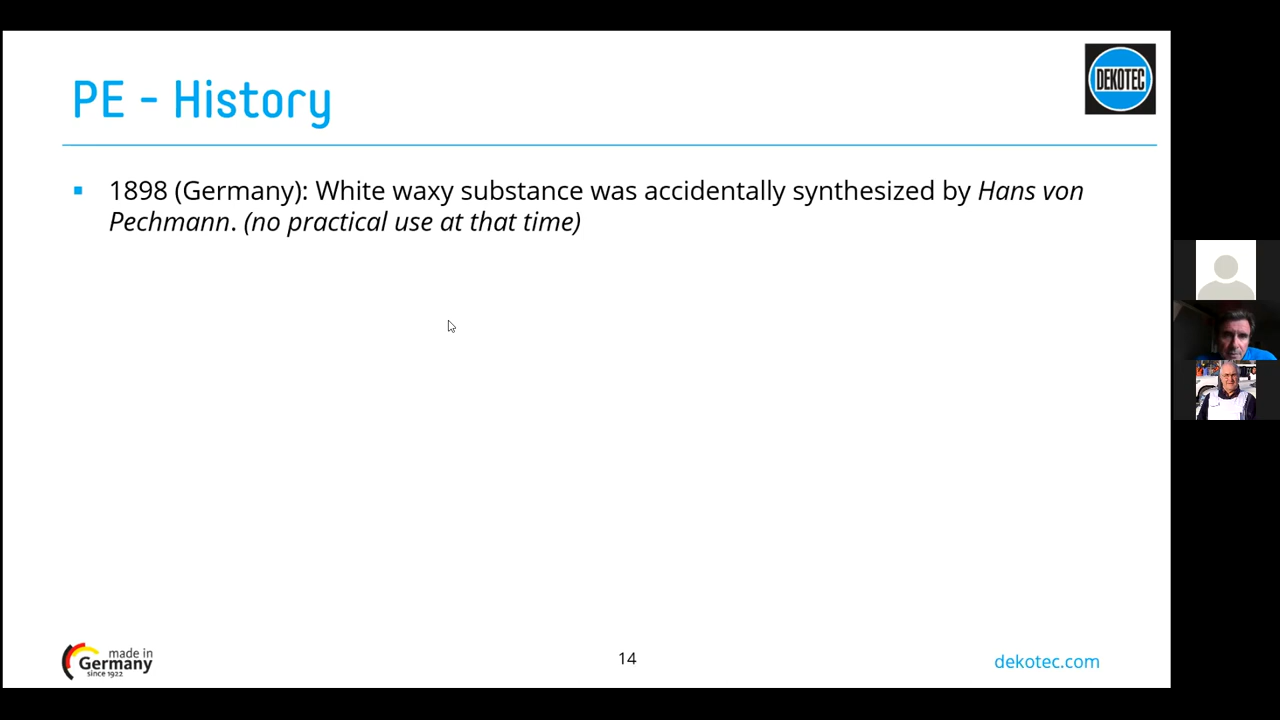 PE - History
DEKOTEC
1898 (Germany): White waxy substance was accidentally synthesized by Hans von
Pechmann. (no practical use at that time)
made in
Germany
since 1922
14
dekotec.com